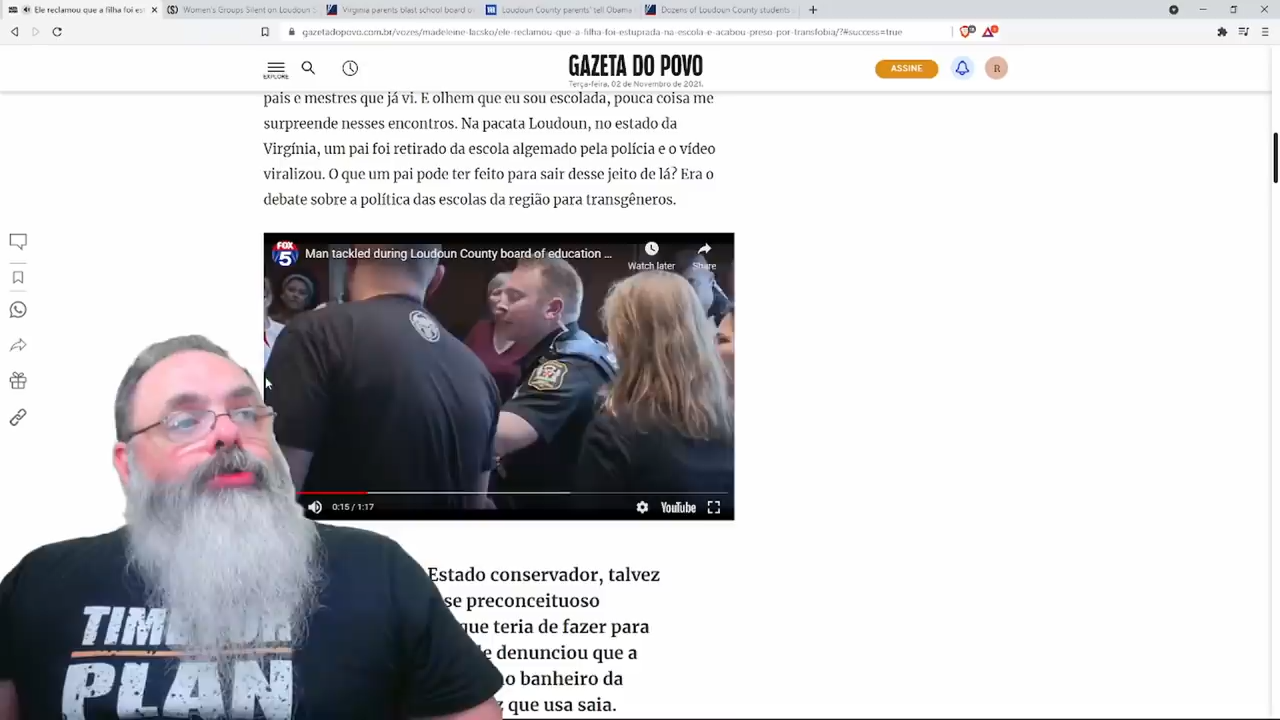 Ele reclamou que a filha foi es
Women's Groups Silent on Loudoun
Virginia parents blast school board o
Loudoun County parents' tell Obama
Dozens of Loudoun County students
gazetadopovo.com.br/vozes/madeleine-lacsko/ele-reclamou-que-a-filha-foi-estuprada-na-escola-e-acabou-preso-por-transfobia/?#success=true
EXPLORE
GAZETA DO POVO
Terça-feira, 02 de Novembro de 2021.
ASSINE
R
pais e mestres que já vi. E olhem que eu sou escolada, pouca coisa me
surpreende nesses encontros. Na pacata Loudoun, no estado da
Virgínia, um pai foi retirado da escola algemado pela polícia e o vídeo
viralizou. O que um pai pode ter feito para sair desse jeito de lá? Era o
debate sobre a política das escolas da região para transgêneros.
FOX 5
Man tackled during Loudoun County board of education ...
Watch later
Share
0:15 / 1:17
YouTube
Estado conservador, talvez
se preconceituoso
que teria de fazer para
e denunciou que a
o banheiro da
z que usa saia.
PLAN